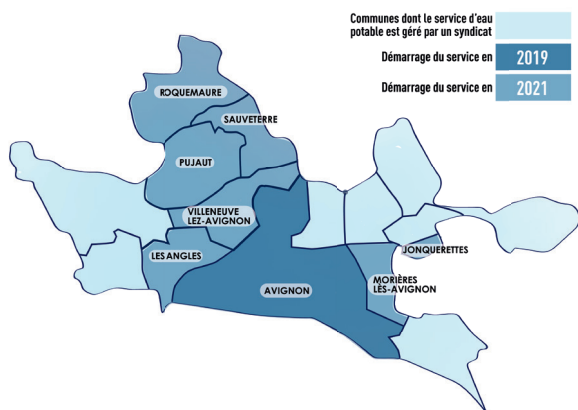 Communes dont le service d'eau
potable est géré par un syndicat
Démarrage du service en 2019
Démarrage du service en 2021
ROQUEMAURE
SAUVETERRE
PUJAUT
VILLENEUVE
LEZ-AVIGNON
LES ANGLES
AVIGNON
JONQUERETTES
MORIÈRES
LÈS-AVIGNON